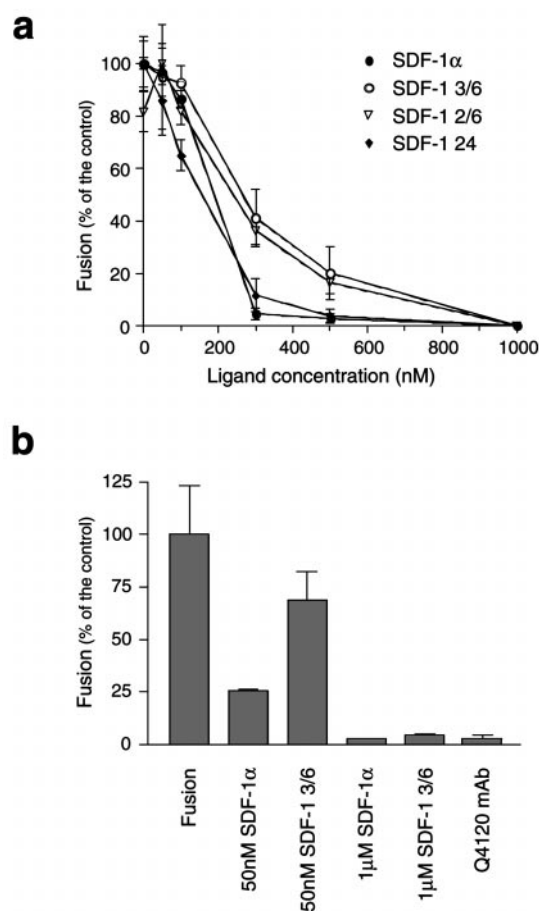 a
SDF-1α
SDF-1 3/6
SDF-1 2/6
SDF-1 24
Fusion (% of the control)
100
80
60
40
20
0
0 200 400 600 800 1000
Ligand concentration (nM)
b
Fusion (% of the control)
125
100
75
50
25
0
Fusion
50nM SDF-1α
50nM SDF-1 3/6
1μM SDF-1α
1μM SDF-1 3/6
Q4120 mAb